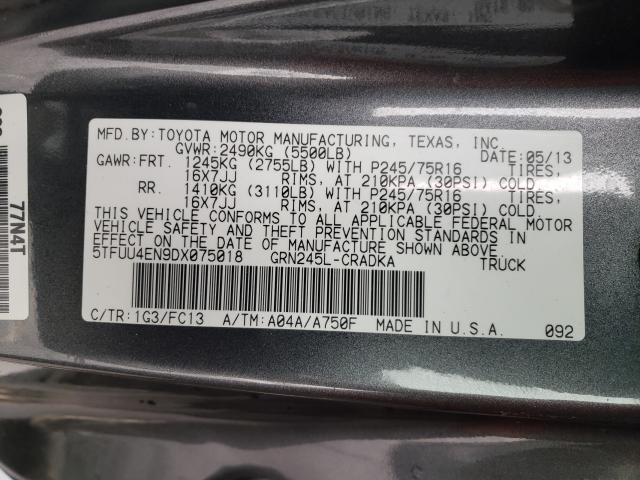 MFD.BY:TOYOTA MOTOR MANUFACTURING, TEXAS, INC.
GVWR:2490KG (5500LB) DATE:05/13
GAWR:FRT. 1245KG (2755LB) WITH P245/75R16 TIRES,
16X7JJ RIMS, AT 210KPA (30PSI) COLD.
RR. 1410KG (3110LB) WITH P245/75R16 TIRES,
16X7JJ RIMS, AT 210KPA (30PSI) COLD.
THIS VEHICLE CONFORMS TO ALL APPLICABLE FEDERAL MOTOR
VEHICLE SAFETY AND THEFT PREVENTION STANDARDS IN
EFFECT ON THE DATE OF MANUFACTURE SHOWN ABOVE.
5TFUU4EN9DX075018 GRN245L-CRADKA TRUCK
C/TR:1G3/FC13 A/TM:A04A/A750F MADE IN U.S.A. 092
77N4T